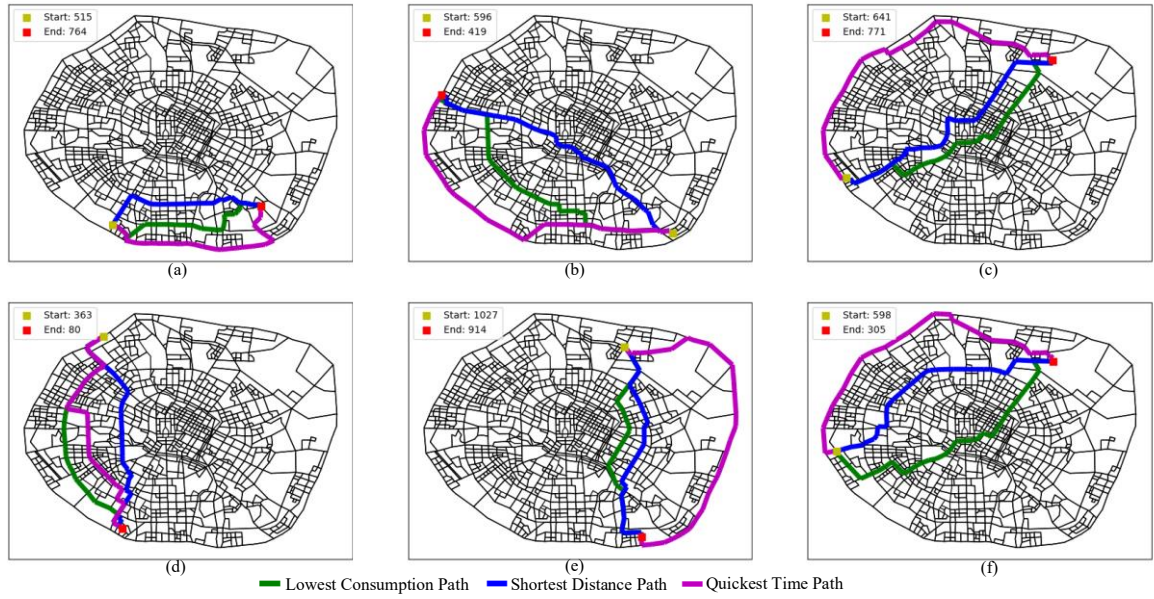 Start: 515
End: 764
Start: 596
End: 419
Start: 641
End: 771
(a)
(b)
(c)
Start: 363
End: 80
Start: 1027
End: 914
Start: 598
End: 305
(d)
(e)
(f)
Lowest Consumption Path Shortest Distance Path Quickest Time Path